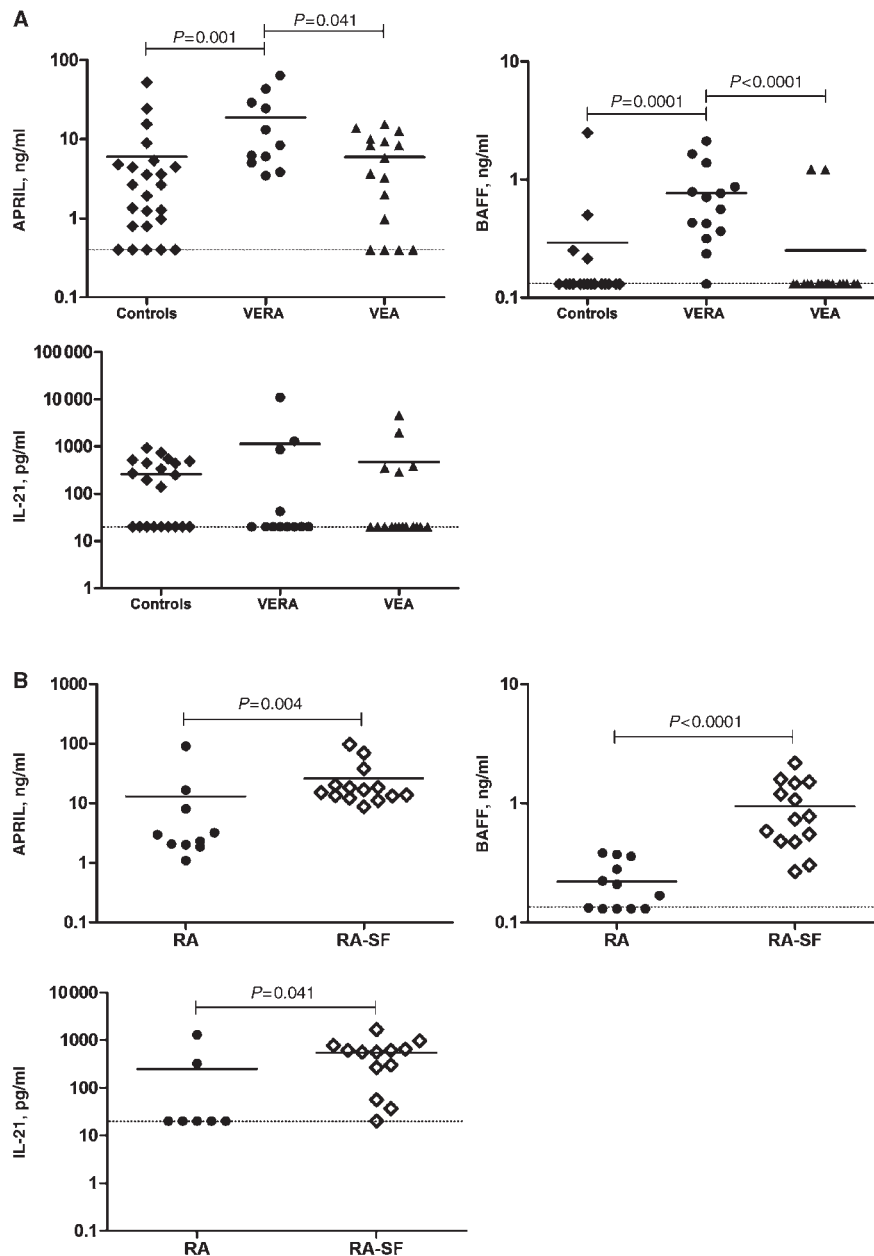 A
P=0.001
P=0.041
100
10
1
0.1
APRIL, ng/ml
Controls
VERA
VEA
P=0.0001
P<0.0001
10
1
0.1
BAFF, ng/ml
Controls
VERA
VEA
100 000
10 000
1000
100
10
1
IL-21, pg/ml
Controls
VERA
VEA
B
P=0.004
1000
100
10
1
0.1
APRIL, ng/ml
RA
RA-SF
P<0.0001
10
1
0.1
BAFF, ng/ml
RA
RA-SF
P=0.041
10 000
1000
100
10
1
0.1
IL-21, pg/ml
RA
RA-SF